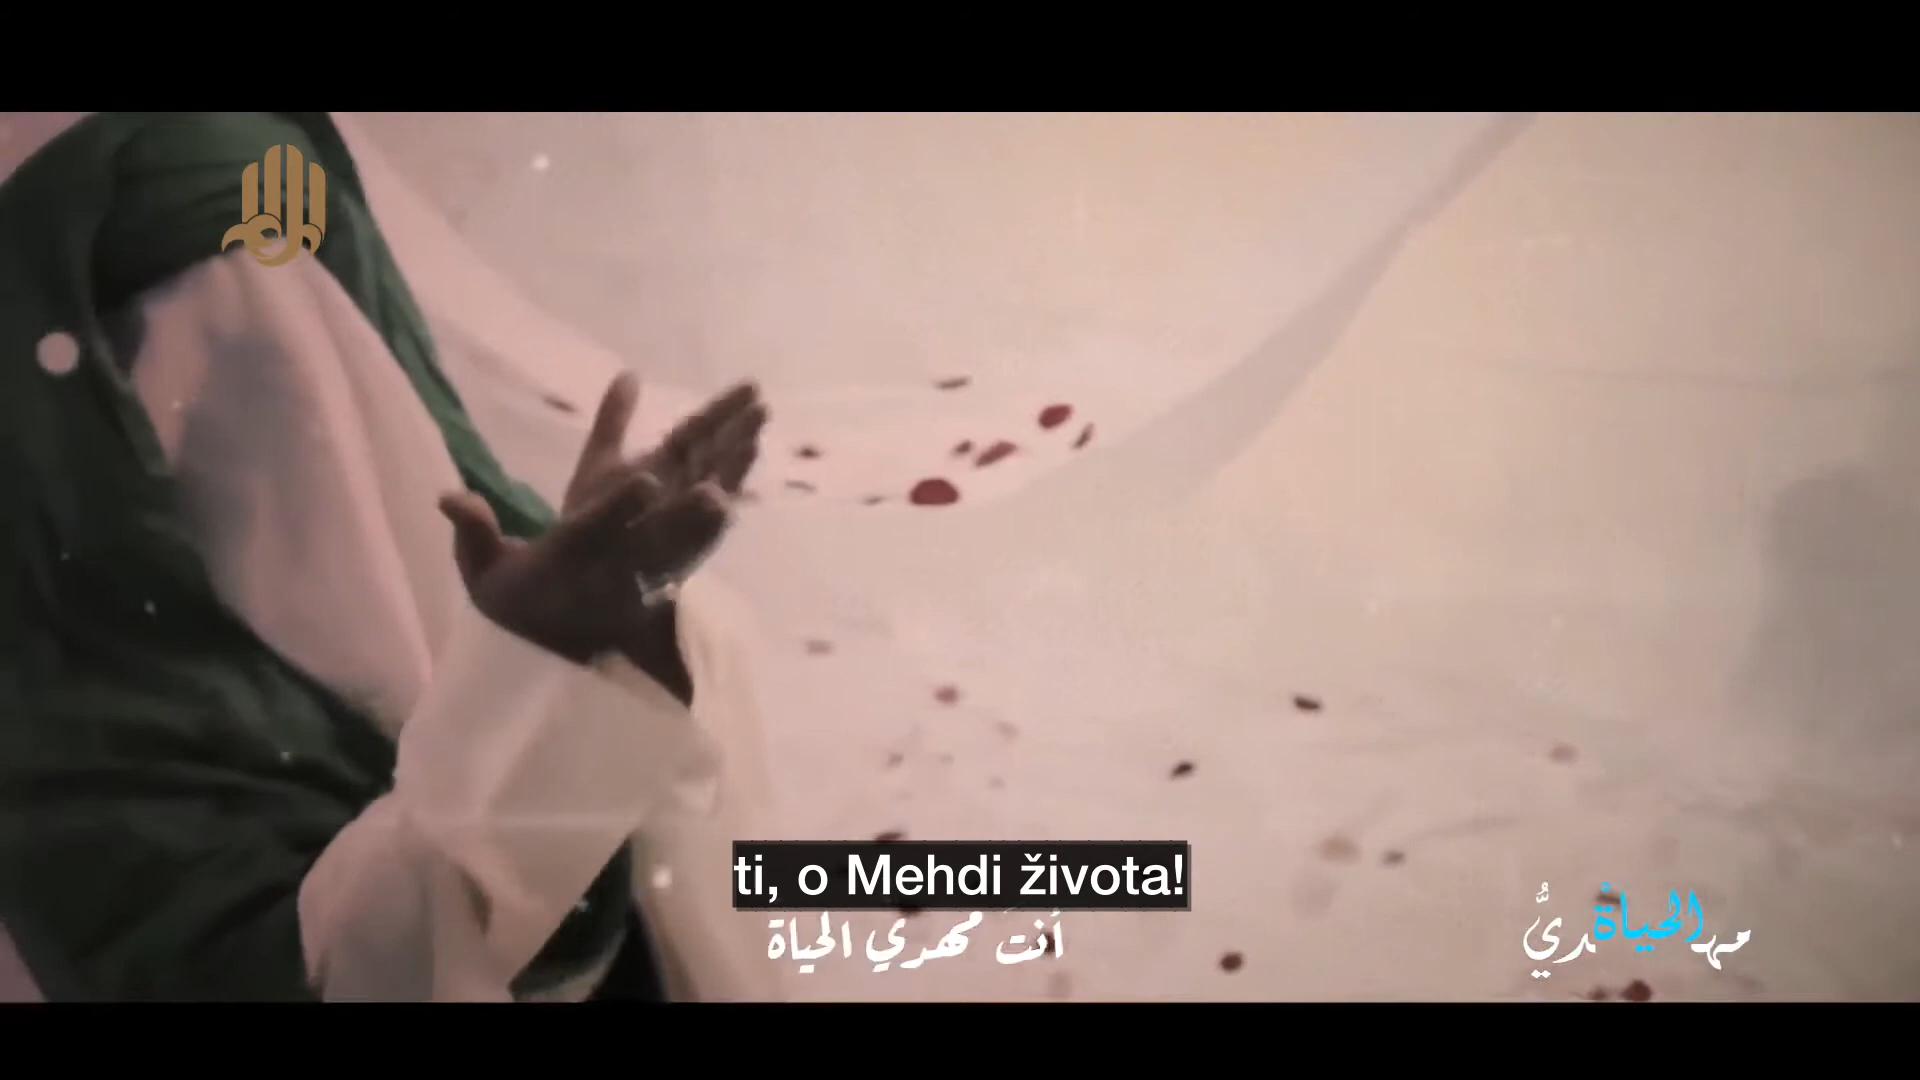 ti, o Mehdi života!
أنتَ مهدي الحياة
مهديُّ الحياة